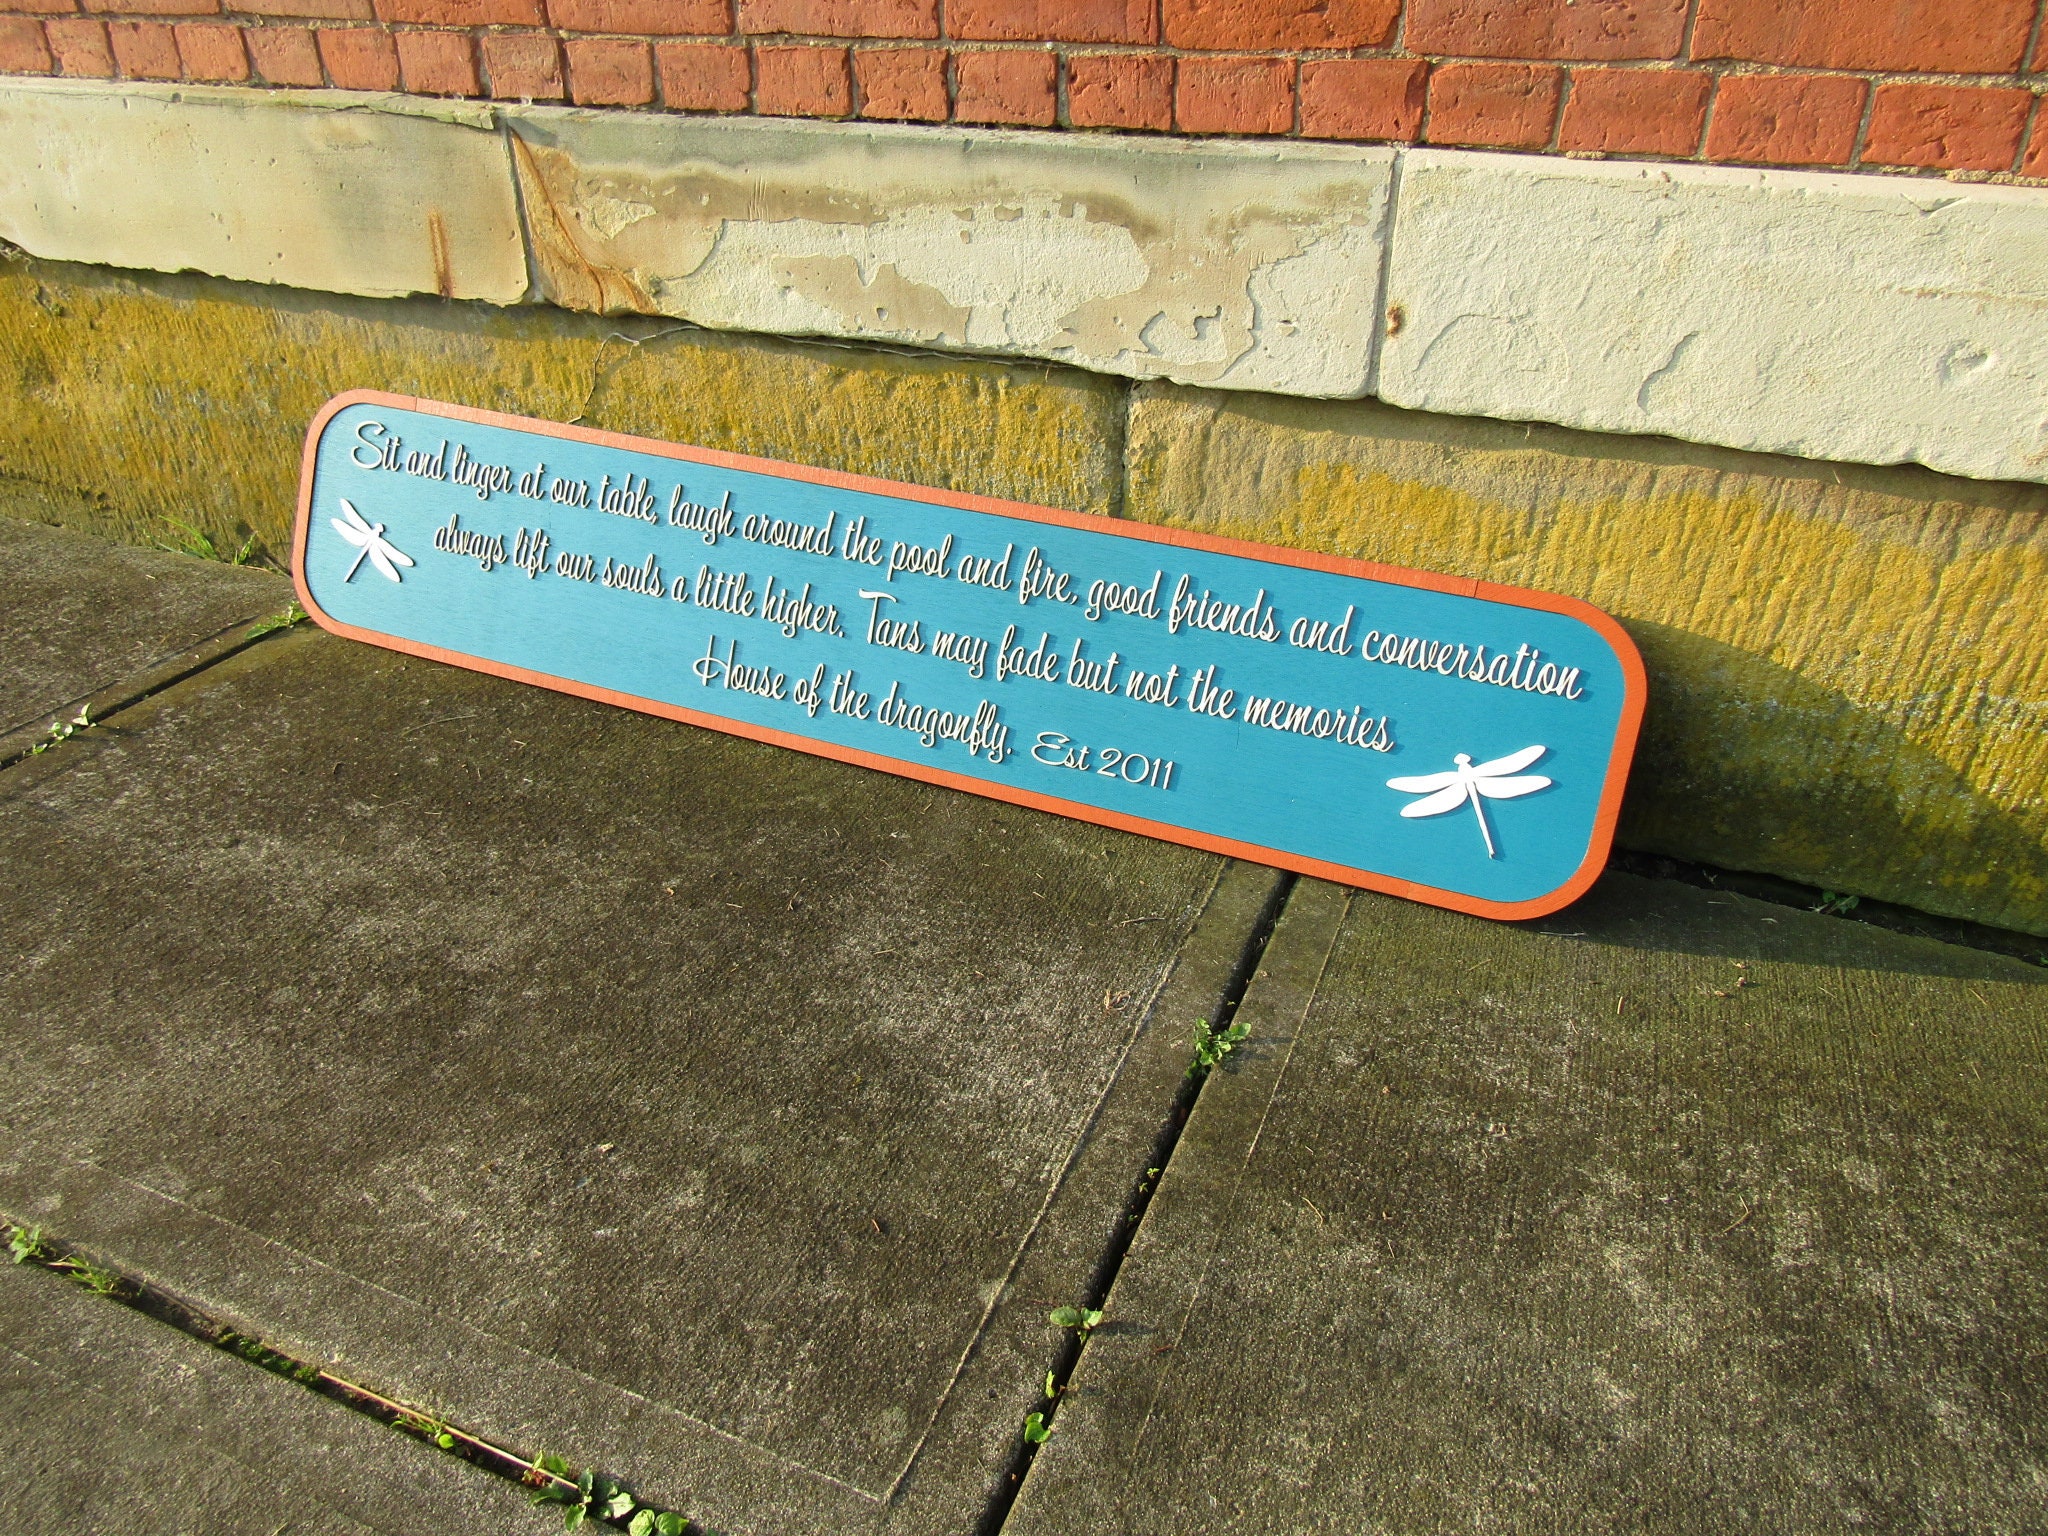 Sit and linger at our table, laugh around the pool and fire, good friends and conversation
always lift our souls a little higher. Tans may fade but not the memories
House of the dragonfly. Est 2011